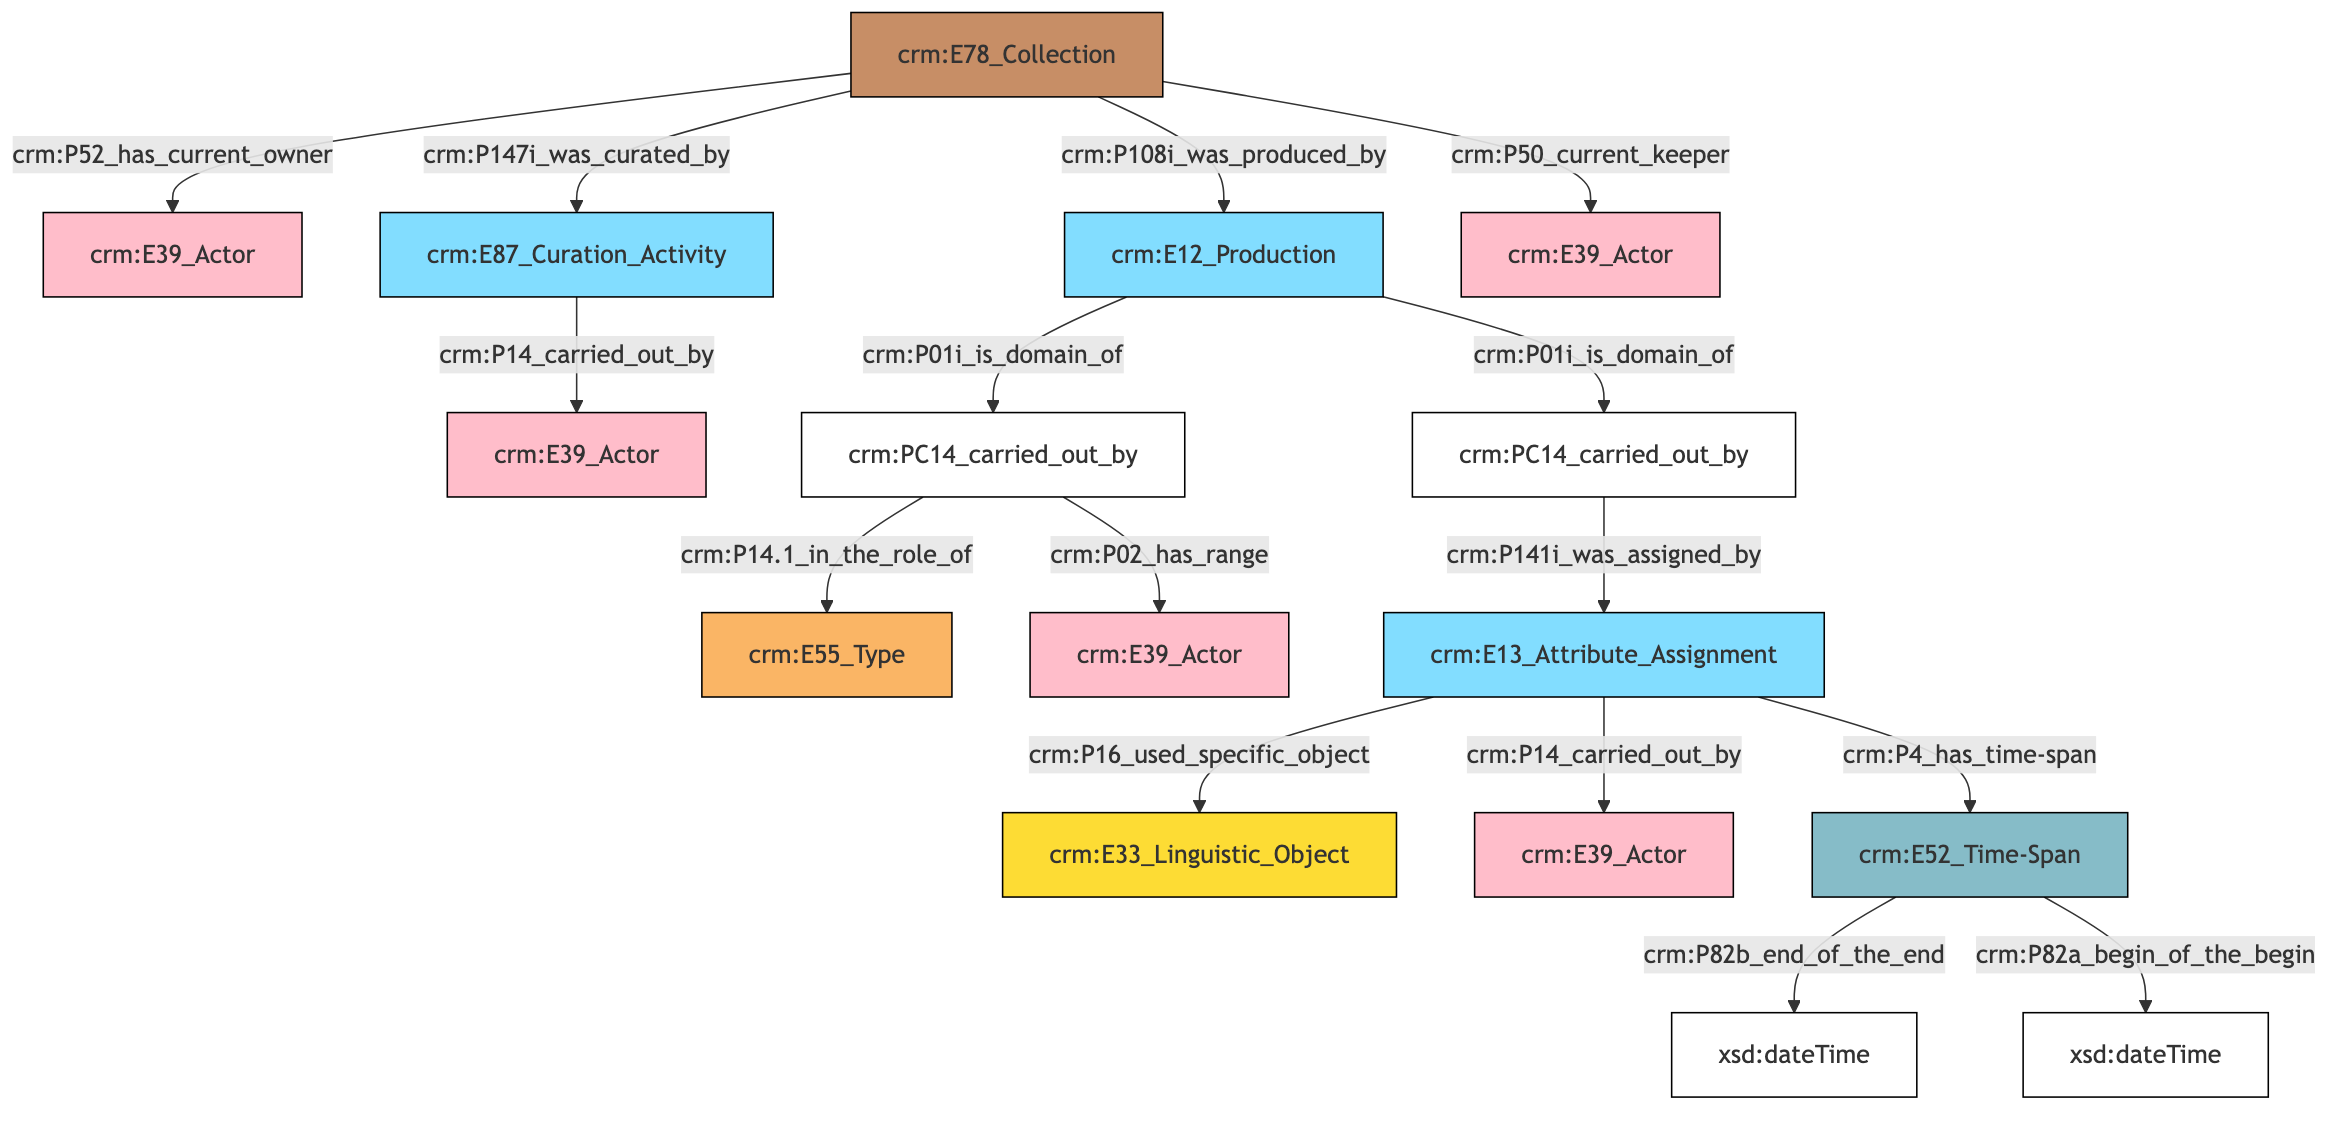 crm:E78_Collection
crm:P52_has_current_owner
crm:P147i_was_curated_by
crm:P108i_was_produced_by
crm:P50_current_keeper
crm:E39_Actor
crm:E87_Curation_Activity
crm:E12_Production
crm:E39_Actor
crm:P14_carried_out_by
crm:P01i_is_domain_of
crm:P01i_is_domain_of
crm:E39_Actor
crm:PC14_carried_out_by
crm:PC14_carried_out_by
crm:P14.1_in_the_role_of
crm:P02_has_range
crm:P141i_was_assigned_by
crm:E55_Type
crm:E39_Actor
crm:E13_Attribute_Assignment
crm:P16_used_specific_object
crm:P14_carried_out_by
crm:P4_has_time-span
crm:E33_Linguistic_Object
crm:E39_Actor
crm:E52_Time-Span
crm:P82b_end_of_the_end
crm:P82a_begin_of_the_begin
xsd:dateTime
xsd:dateTime